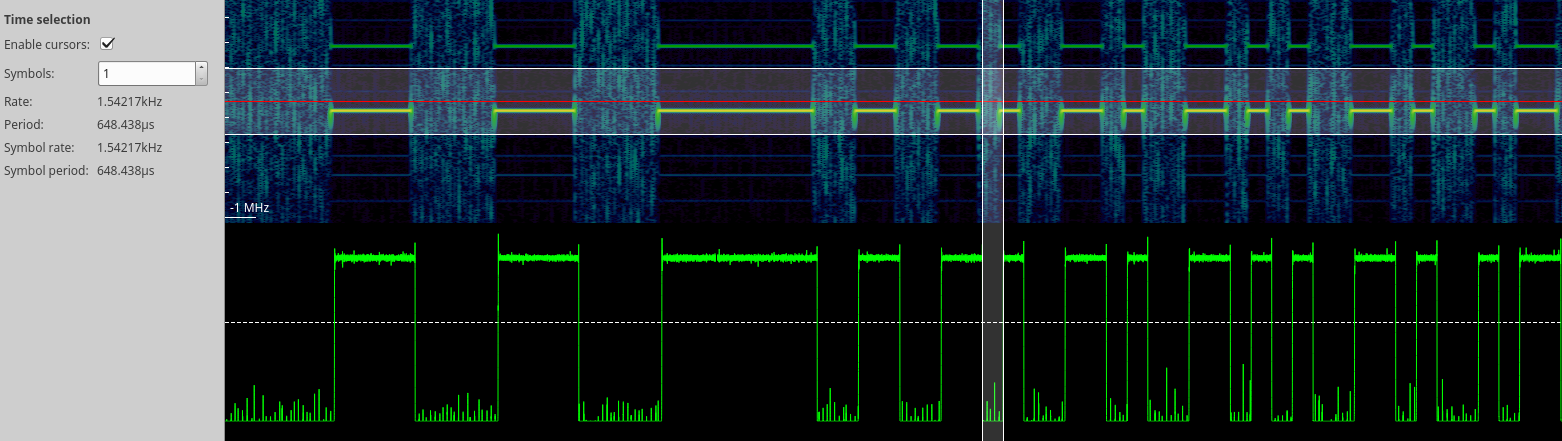 Time selection
Enable cursors:
Symbols: 1
Rate: 1.54217kHz
Period: 648.438µs
Symbol rate: 1.54217kHz
Symbol period: 648.438µs
-1 MHz